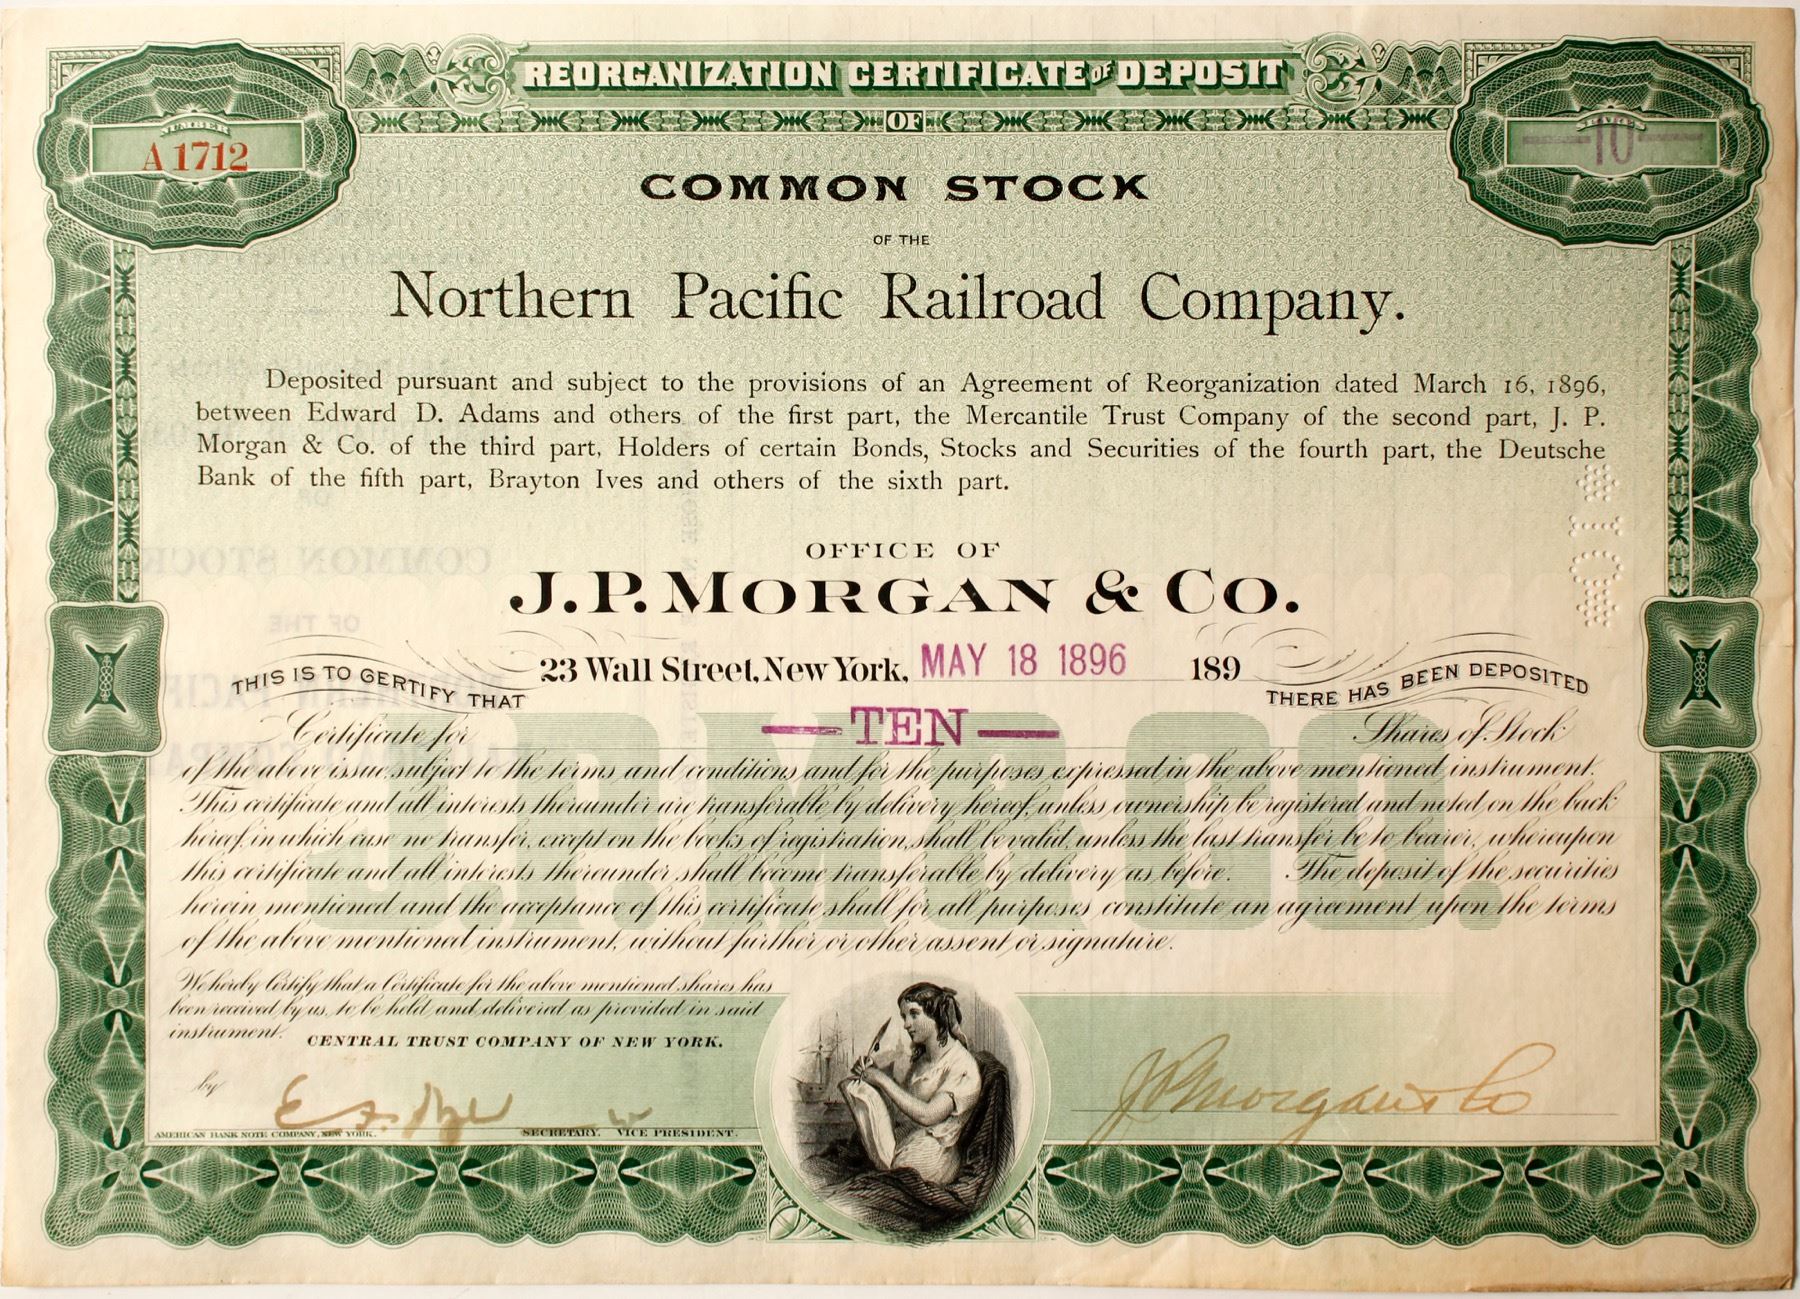 REORGANIZATION CERTIFICATE OF DEPOSIT
OF
NUMBER
A 1712
10
COMMON STOCK
OF THE
Northern Pacific Railroad Company.
Deposited pursuant and subject to the provisions of an Agreement of Reorganization dated March 16, 1896,
between Edward D. Adams and others of the first part, the Mercantile Trust Company of the second part, J. P.
Morgan & Co. of the third part, Holders of certain Bonds, Stocks and Securities of the fourth part, the Deutsche
Bank of the fifth part, Brayton Ives and others of the sixth part.
OFFICE OF
J. P. MORGAN & CO.
23 Wall Street, New York, MAY 18 1896 189
THIS IS TO CERTIFY THAT THERE HAS BEEN DEPOSITED
Certificate for TEN Shares of Stock
of the above issue, subject to the terms and conditions and for the purposes expressed in the above mentioned instrument.
This certificate and all interests thereunder are transferable by delivery hereof, unless ownership be registered and noted on the back
hereof, in which case no transfer, except on the books of registration, shall be valid, unless the last transfer be to bearer, whereupon
this certificate and all interests thereunder shall become transferable by delivery as before. The deposit of the securities
herein mentioned and the acceptance of this certificate, shall for all purposes constitute an agreement upon the terms
of the above mentioned instrument, without further or other assent or signature.
J.P.M.&CO.
We hereby Certify that a Certificate for the above mentioned shares has
been received by us, to be held and delivered as provided in said
instrument.
CENTRAL TRUST COMPANY OF NEW YORK.
by
SECRETARY. VICE PRESIDENT.
AMERICAN BANK NOTE COMPANY, NEW YORK.
J P Morgan & Co